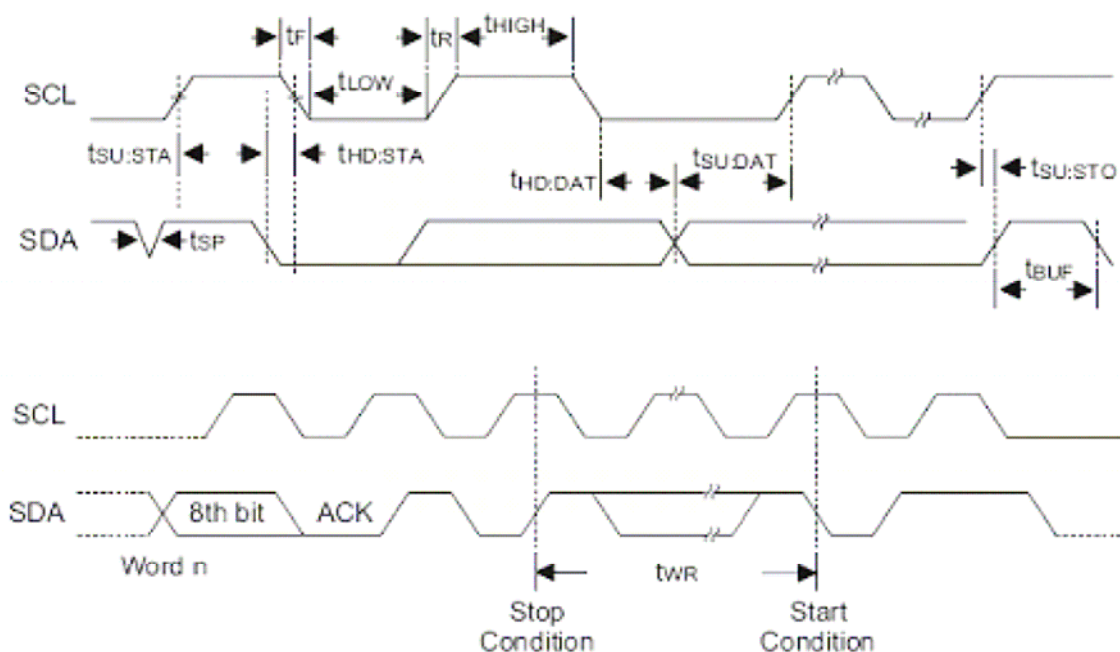 tF
tR
tHIGH
SCL
tLOW
tSU:STA
tHD:STA
tHD:DAT
tSU:DAT
tSU:STO
SDA
tSP
tBUF
SCL
SDA
8th bit
ACK
Word n
tWR
Stop
Condition
Start
Condition